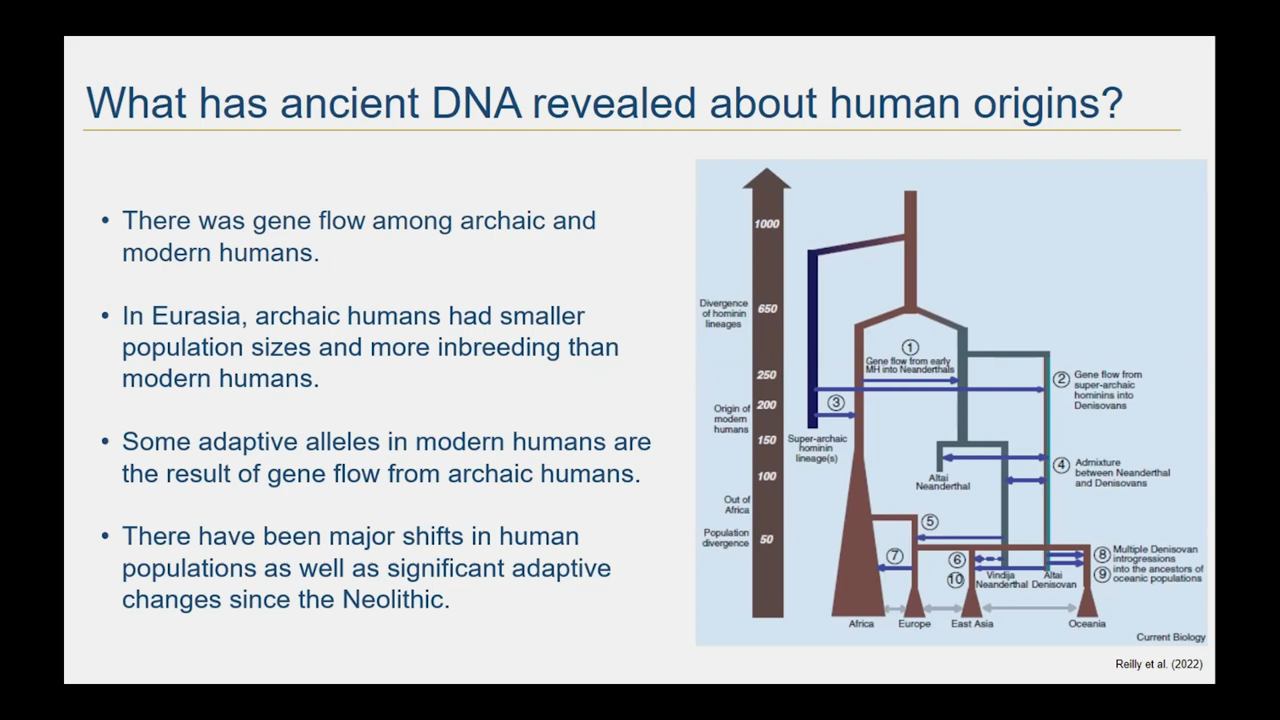 What has ancient DNA revealed about human origins?
• There was gene flow among archaic and
modern humans.
• In Eurasia, archaic humans had smaller
population sizes and more inbreeding than
modern humans.
• Some adaptive alleles in modern humans are
the result of gene flow from archaic humans.
• There have been major shifts in human
populations as well as significant adaptive
changes since the Neolithic.
1000
Divergence
of hominin
lineages
650
①
Gene flow from early
MH into Neanderthals
250
② Gene flow from
super-archaic
hominins into
Denisovans
200
③
Origin of
modern
humans
150
Super-archaic
hominin
lineage(s)
④ Admixture
between Neanderthal
and Denisovans
100
Altai
Neanderthal
Out of
Africa
Population
divergence
50
⑤
⑦
⑥
⑩
⑧ Multiple Denisovan
introgressions
⑨ into the ancestors of
oceanic populations
Vindija
Neanderthal
Altai
Denisovan
Africa
Europe
East Asia
Oceania
Current Biology
Reilly et al. (2022)